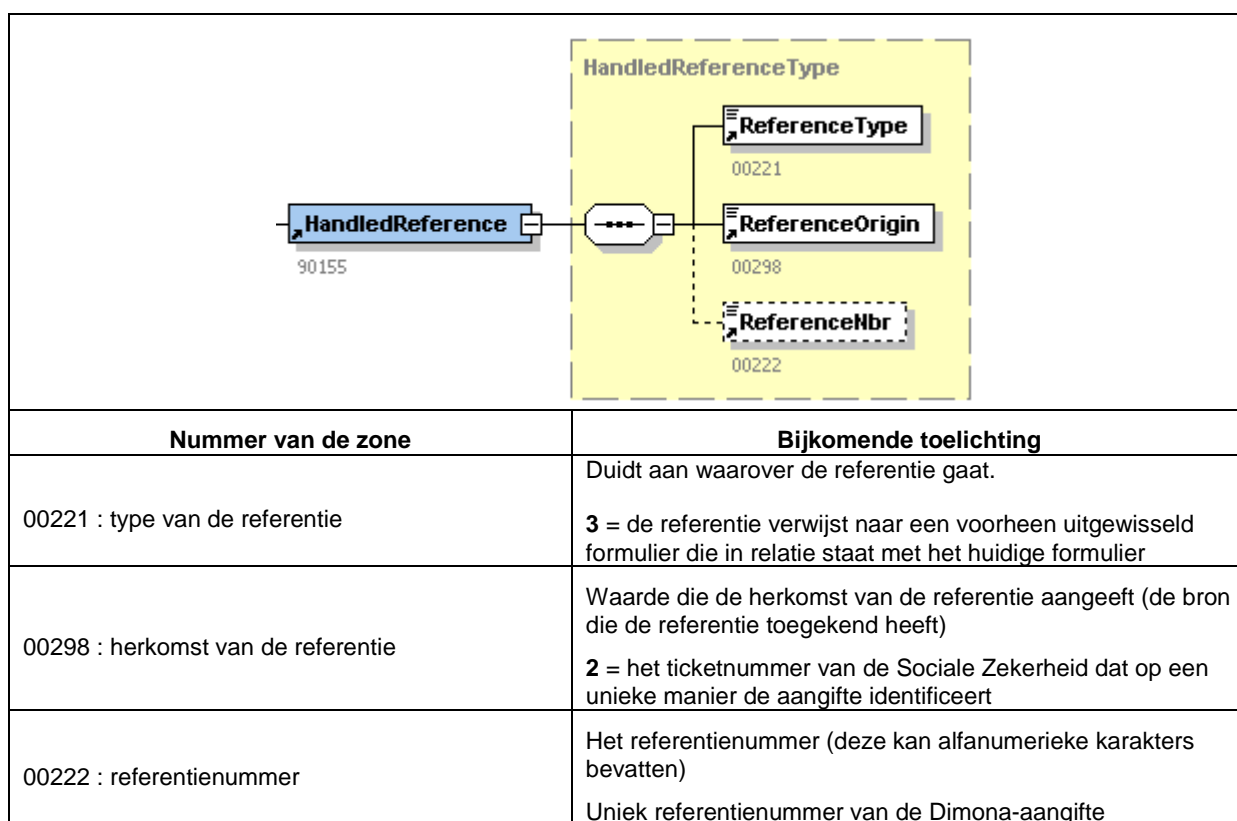 HandledReferenceType
ReferenceType
00221
HandledReference
90155
ReferenceOrigin
00298
ReferenceNbr
00222
Nummer van de zone
Bijkomende toelichting
00221 : type van de referentie
Duidt aan waarover de referentie gaat.
3 = de referentie verwijst naar een voorheen uitgewisseld
formulier die in relatie staat met het huidige formulier
00298 : herkomst van de referentie
Waarde die de herkomst van de referentie aangeeft (de bron
die de referentie toegekend heeft)
2 = het ticketnummer van de Sociale Zekerheid dat op een
unieke manier de aangifte identificeert
00222 : referentienummer
Het referentienummer (deze kan alfanumerieke karakters
bevatten)
Uniek referentienummer van de Dimona-aangifte